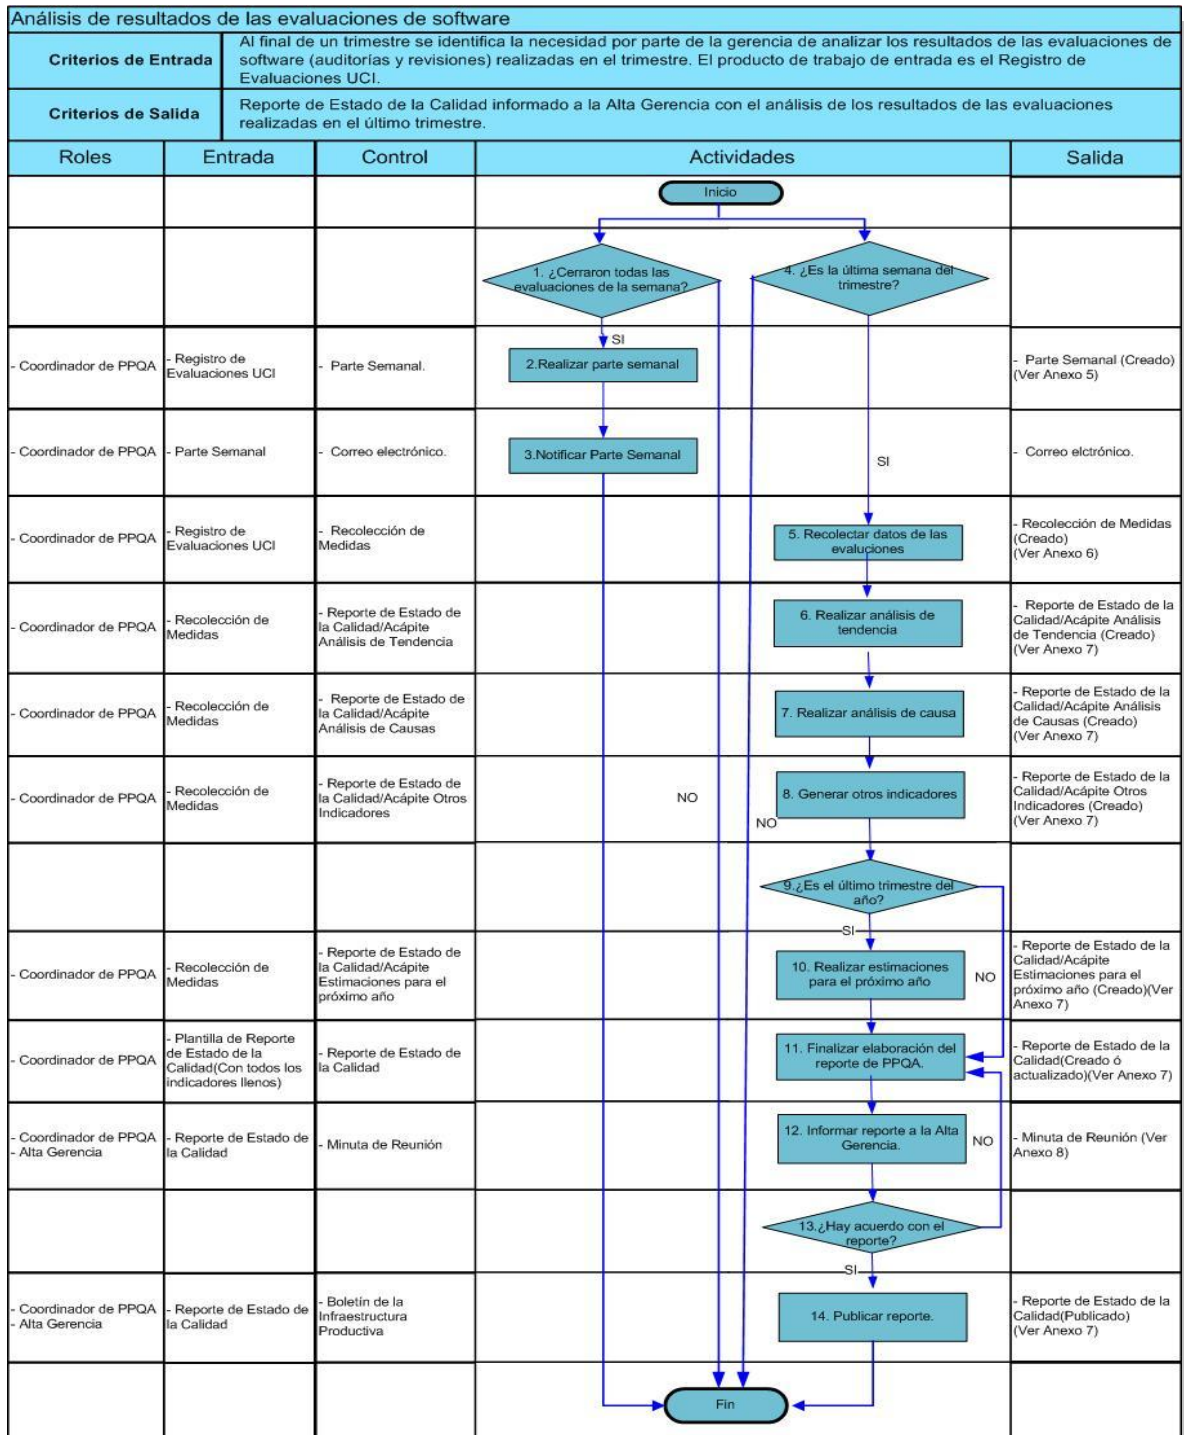 Análisis de resultados de las evaluaciones de software
Criterios de Entrada
Al final de un trimestre se identifica la necesidad por parte de la gerencia de analizar los resultados de las evaluaciones de
software (auditorías y revisiones) realizadas en el trimestre. El producto de trabajo de entrada es el Registro de
Evaluaciones UCI.
Criterios de Salida
Reporte de Estado de la Calidad informado a la Alta Gerencia con el análisis de los resultados de las evaluaciones
realizadas en el último trimestre.
Roles
Entrada
Control
Actividades
Salida
Inicio
1. ¿Cerraron todas las
evaluaciones de la semana?
4. ¿Es la última semana del
trimestre?
SI
- Coordinador de PPQA
- Registro de
Evaluaciones UCI
- Parte Semanal.
2.Realizar parte semanal
- Parte Semanal (Creado)
(Ver Anexo 5)
- Coordinador de PPQA
- Parte Semanal
- Correo electrónico.
3.Notificar Parte Semanal
SI
- Correo elctrónico.
- Coordinador de PPQA
- Registro de
Evaluaciones UCI
- Recolección de
Medidas
5. Recolectar datos de las
evaluciones
- Recolección de Medidas
(Creado)
(Ver Anexo 6)
- Coordinador de PPQA
- Recolección de
Medidas
- Reporte de Estado de
la Calidad/Acápite
Análisis de Tendencia
6. Realizar análisis de
tendencia
- Reporte de Estado de la
Calidad/Acápite Análisis
de Tendencia (Creado)
(Ver Anexo 7)
- Coordinador de PPQA
- Recolección de
Medidas
- Reporte de Estado de
la Calidad/Acápite
Análisis de Causas
7. Realizar análisis de causa
- Reporte de Estado de la
Calidad/Acápite Análisis
de Causas (Creado)
(Ver Anexo 7)
- Coordinador de PPQA
- Recolección de
Medidas
- Reporte de Estado de
la Calidad/Acápite Otros
Indicadores
NO
NO
8. Generar otros indicadores
- Reporte de Estado de la
Calidad/Acápite Otros
Indicadores (Creado)
(Ver Anexo 7)
9.¿Es el último trimestre del
año?
SI
- Coordinador de PPQA
- Recolección de
Medidas
- Reporte de Estado de
la Calidad/Acápite
Estimaciones para el
próximo año
10. Realizar estimaciones
para el próximo año
NO
- Reporte de Estado de la
Calidad/Acápite
Estimaciones para el
próximo año (Creado)(Ver
Anexo 7)
- Coordinador de PPQA
- Plantilla de Reporte
de Estado de la
Calidad(Con todos los
indicadores llenos)
- Reporte de Estado de
la Calidad
11. Finalizar elaboración del
reporte de PPQA.
- Reporte de Estado de la
Calidad(Creado ó
actualizado)(Ver Anexo 7)
- Coordinador de PPQA
- Alta Gerencia
- Reporte de Estado de
la Calidad
- Minuta de Reunión
12. Informar reporte a la Alta
Gerencia.
NO
- Minuta de Reunión (Ver
Anexo 8)
13.¿Hay acuerdo con el
reporte?
SI
- Coordinador de PPQA
- Alta Gerencia
- Reporte de Estado de
la Calidad
- Boletín de la
Infraestructura
Productiva
14. Publicar reporte.
- Reporte de Estado de la
Calidad(Publicado)
(Ver Anexo 7)
Fin